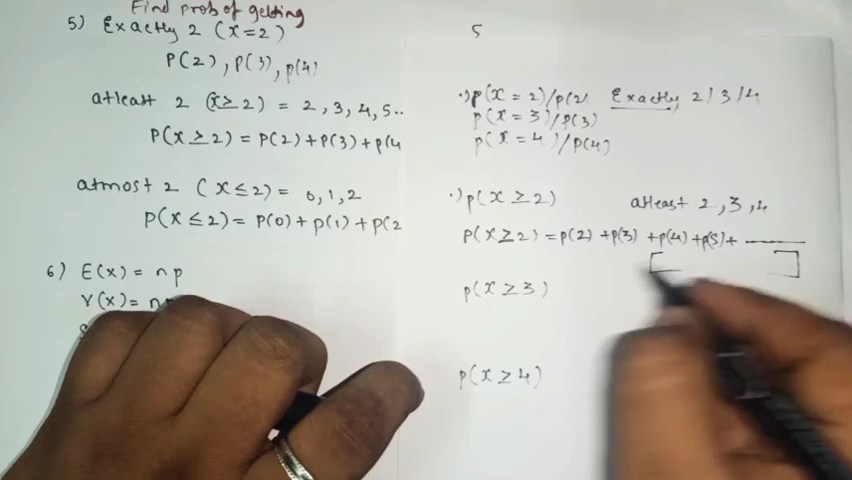 Find prob of getting
5) Exactly 2 (x=2)
P(2), P(3), P(4)
atleast 2 (x≥2) = 2, 3, 4, 5..
P(x ≥ 2) = P(2)+P(3)+P(4
atmost 2 (x≤2) = 0, 1, 2
P(x ≤ 2) = P(0)+P(1)+P(2
6) E(x) = np
V(x) =
5
·) P(x = 2)/P(2) Exactly 2/3/4
P(x = 3)/P(3)
P(x = 4)/P(4)
·) P(x ≥ 2) atleast 2, 3, 4
P(x ≥ 2) = P(2) +P(3) +P(4)+P(5)+
P(x ≥ 3)
P(x ≥ 4)